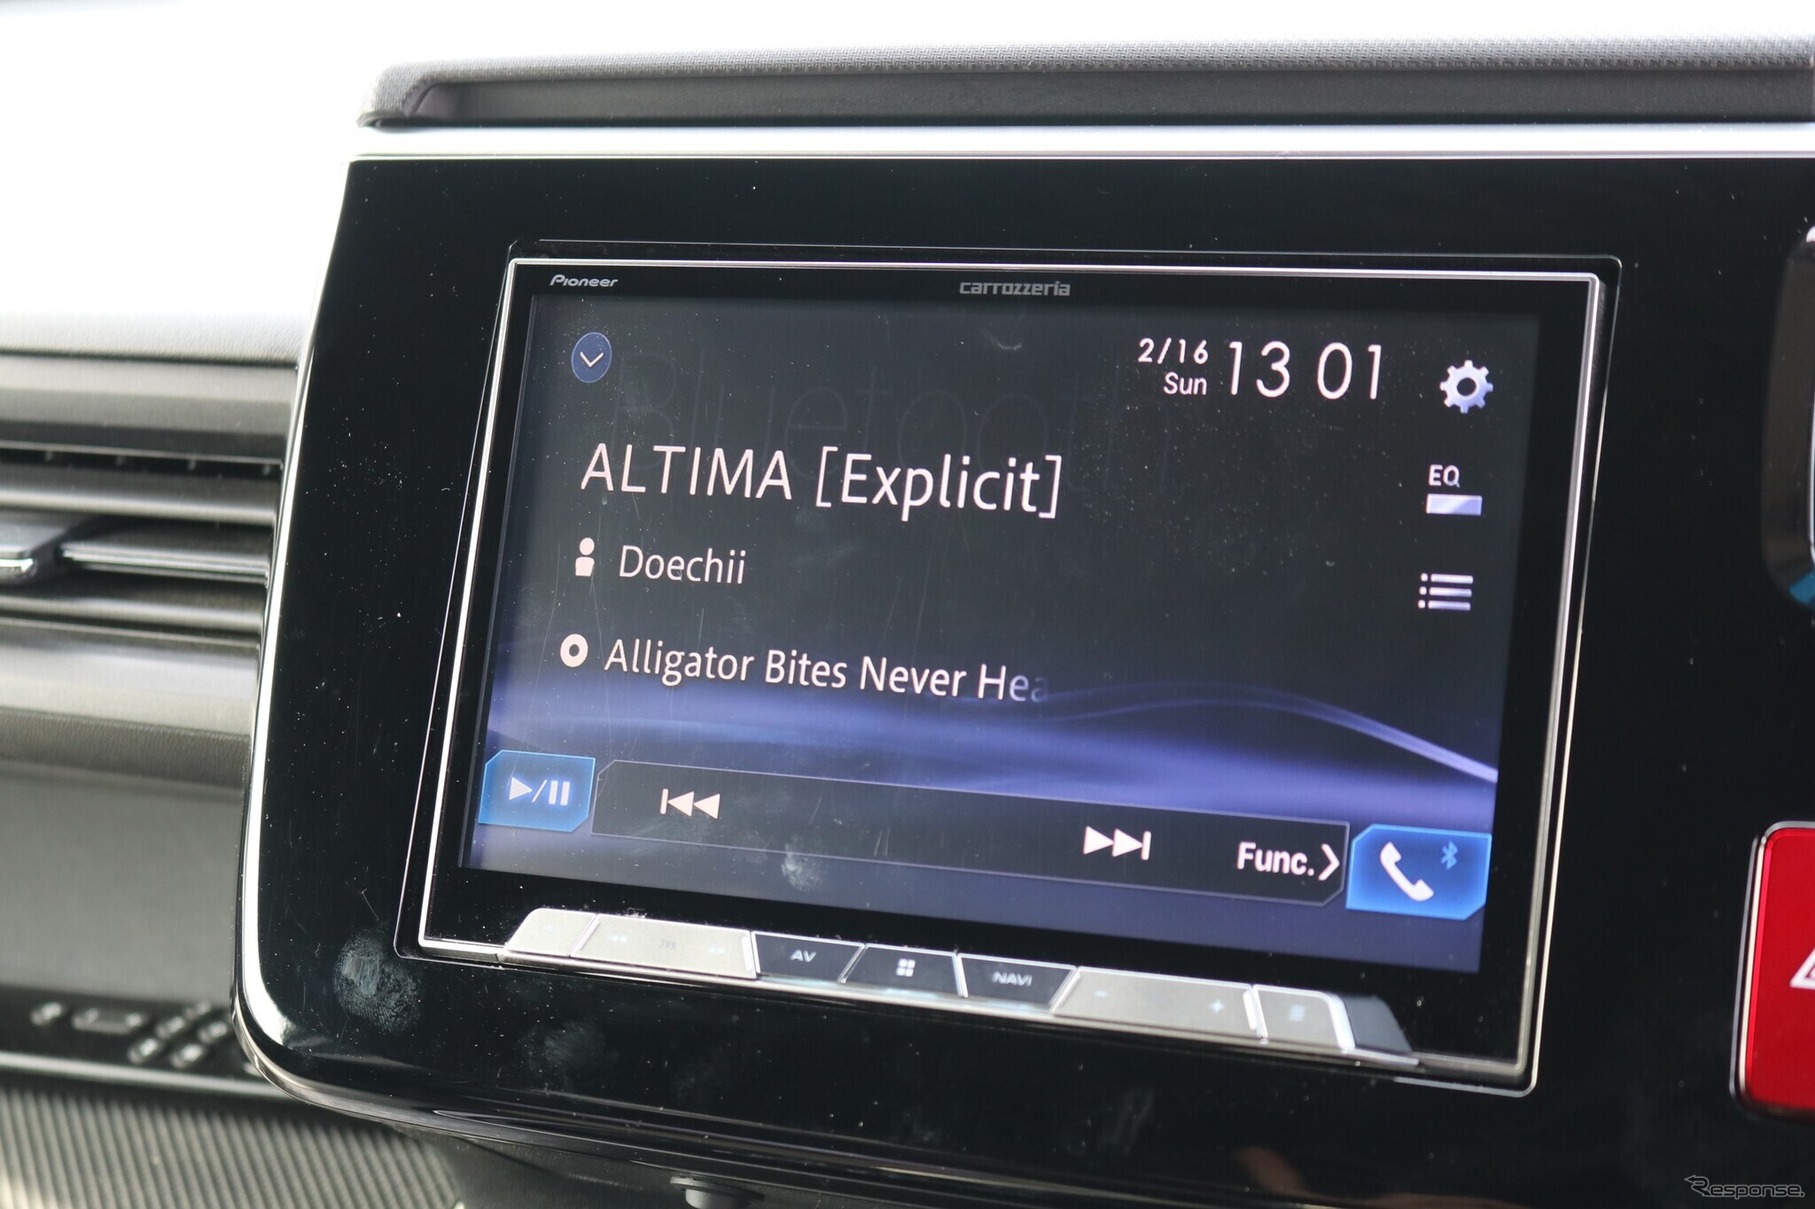 Pioneer
carrozzeria
Bluetooth
2/16
Sun
13 01
ALTIMA [Explicit]
EQ
Doechii
Alligator Bites Never Hea
Func.
AV
NAVI
Response.